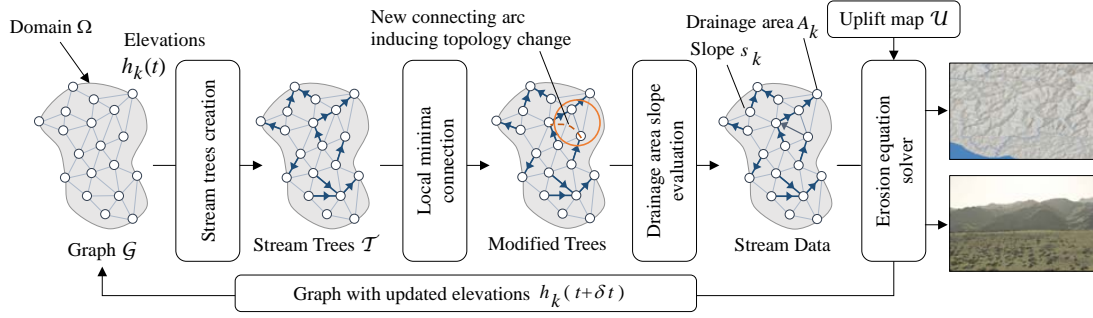 Domain Ω
Elevations
h_k(t)
Stream trees creation
Graph 𝒢
Stream Trees 𝒯
Local minima
connection
New connecting arc
inducing topology change
Modified Trees
Drainage area slope
evaluation
Drainage area A_k
Slope s_k
Stream Data
Uplift map 𝒰
Erosion equation
solver
Graph with updated elevations h_k(t+δt)